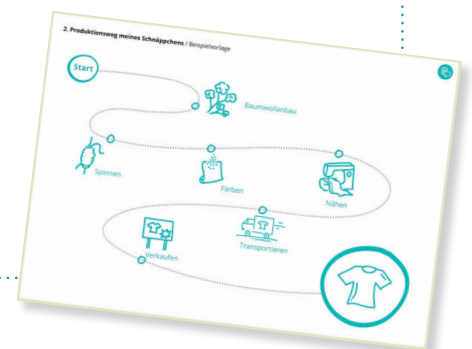 2. Produktionsweg meines Schnäppchens / Beispielvorlage
Start
Baumwollanbau
Spinnen
Färben
Nähen
Transportieren
Verkaufen